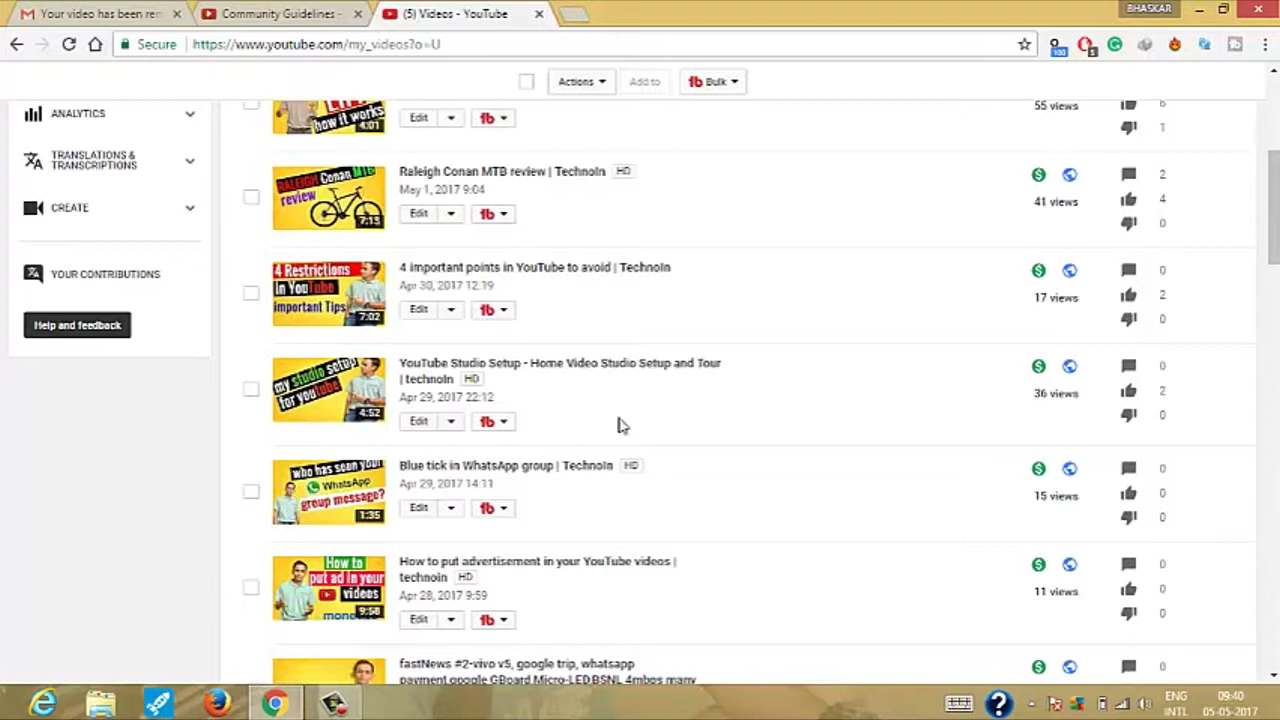 Your video has been rem
Community Guidelines -
(5) Videos - YouTube
BHASKAR
Secure
https://www.youtube.com/my_videos?o=U
100
5
Actions
Add to
Bulk
ANALYTICS
TRANSLATIONS &
TRANSCRIPTIONS
CREATE
YOUR CONTRIBUTIONS
Help and feedback
how it works
4:01
Edit
55 views
6
1
RALEIGH Conan MTB
review
7:13
Raleigh Conan MTB review | TechnoIn HD
May 1, 2017 9:04
Edit
41 views
2
4
0
4 Restrictions
In YouTube
important Tips
7:02
4 important points in YouTube to avoid | TechnoIn
Apr 30, 2017 12:19
Edit
17 views
0
2
0
my studio setup
for youtube
4:52
YouTube Studio Setup - Home Video Studio Setup and Tour
| technoIn HD
Apr 29, 2017 22:12
Edit
36 views
0
2
0
who has seen your
WhatsApp
group message?
1:35
Blue tick in WhatsApp group | TechnoIn HD
Apr 29, 2017 14:11
Edit
15 views
0
0
0
How to
put ad in your
videos
9:58
How to put advertisement in your YouTube videos |
technoin HD
Apr 28, 2017 9:59
Edit
11 views
0
0
0
fastNews #2-vivo v5, google trip, whatsapp
payment,google GBoard,Micro-LED,BSNL 4mbps many
0
ENG
INTL
09:40
05-05-2017